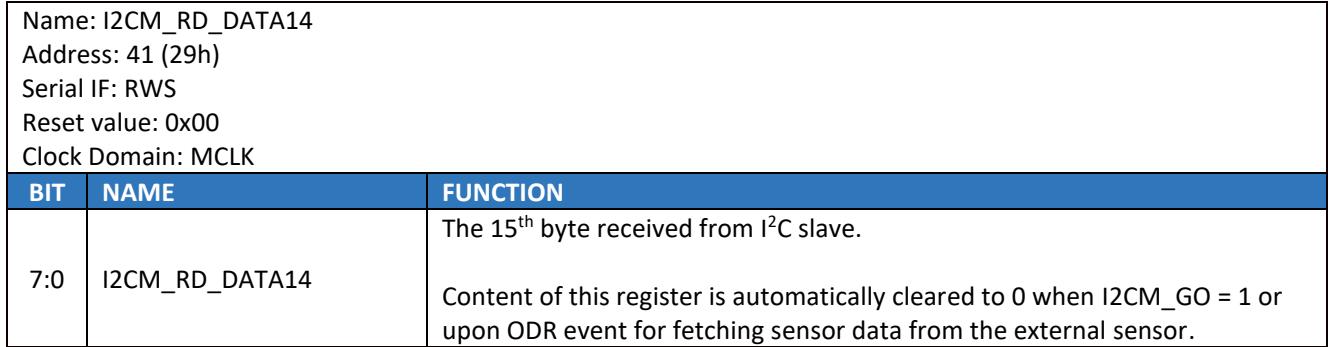 Name: I2CM_RD_DATA14
Address: 41 (29h)
Serial IF: RWS
Reset value: 0x00
Clock Domain: MCLK
BIT NAME FUNCTION
7:0 I2CM_RD_DATA14
The 15th byte received from I2C slave.
Content of this register is automatically cleared to 0 when I2CM_GO = 1 or
upon ODR event for fetching sensor data from the external sensor.